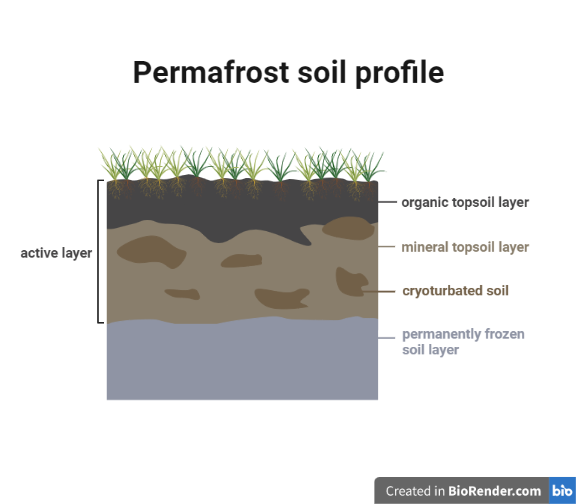 Permafrost soil profile
organic topsoil layer
active layer
mineral topsoil layer
cryoturbated soil
permanently frozen
soil layer
Created in BioRender.com bio